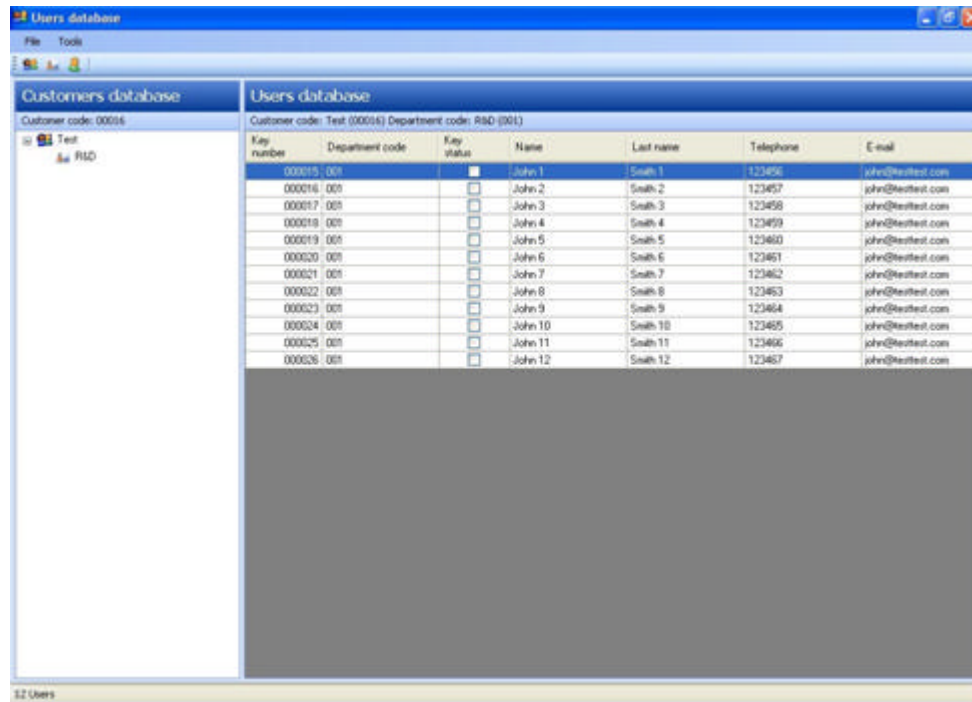 Users database
File Tools
Customers database
Users database
Customer code: 00016
Customer code: Test (00016) Department code: R&D (001)
Test
R&D
Key number Department code Key status Name Last name Telephone E-mail
000015 001 John 1 Smith 1 123456 john@testtest.com
000016 001 John 2 Smith 2 123457 john@testtest.com
000017 001 John 3 Smith 3 123458 john@testtest.com
000018 001 John 4 Smith 4 123459 john@testtest.com
000019 001 John 5 Smith 5 123460 john@testtest.com
000020 001 John 6 Smith 6 123461 john@testtest.com
000021 001 John 7 Smith 7 123462 john@testtest.com
000022 001 John 8 Smith 8 123463 john@testtest.com
000023 001 John 9 Smith 9 123464 john@testtest.com
000024 001 John 10 Smith 10 123465 john@testtest.com
000025 001 John 11 Smith 11 123466 john@testtest.com
000026 001 John 12 Smith 12 123467 john@testtest.com
12 Users